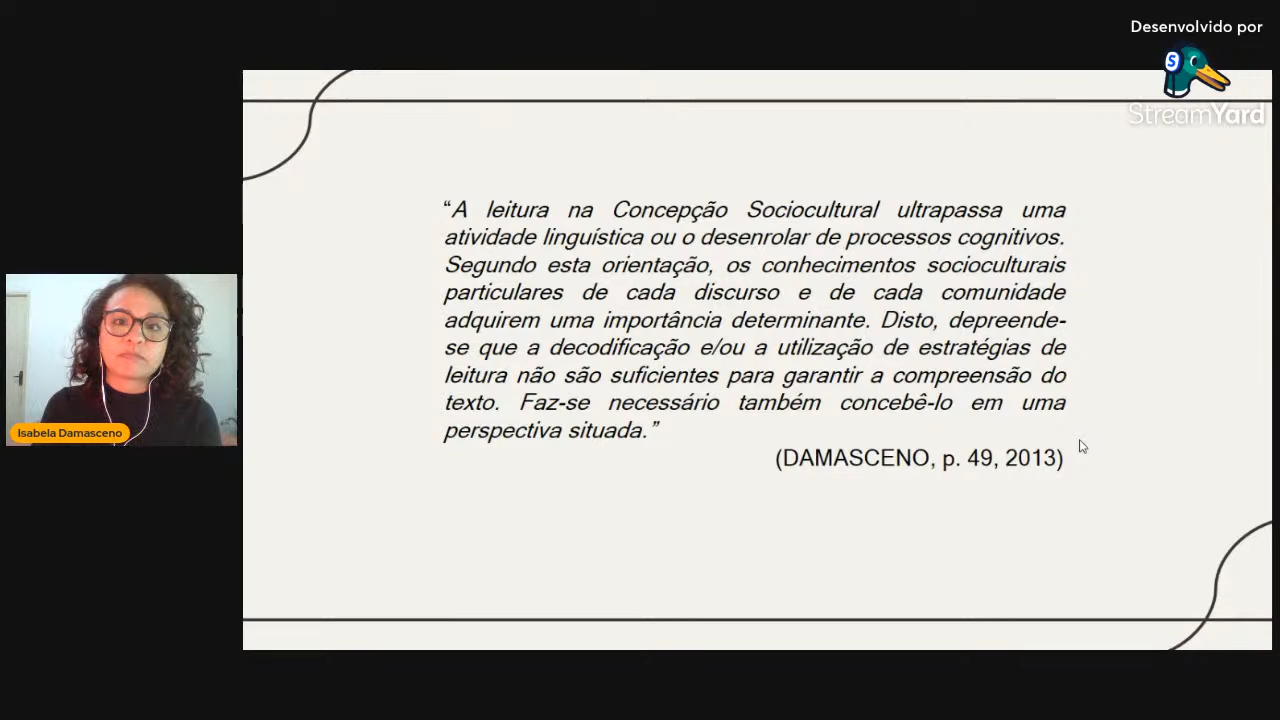 Desenvolvido por
S
StreamYard
“A leitura na Concepção Sociocultural ultrapassa uma
atividade linguística ou o desenrolar de processos cognitivos.
Segundo esta orientação, os conhecimentos socioculturais
particulares de cada discurso e de cada comunidade
adquirem uma importância determinante. Disto, depreende-
se que a decodificação e/ou a utilização de estratégias de
leitura não são suficientes para garantir a compreensão do
texto. Faz-se necessário também concebê-lo em uma
perspectiva situada.”
(DAMASCENO, p. 49, 2013)
Isabela Damasceno